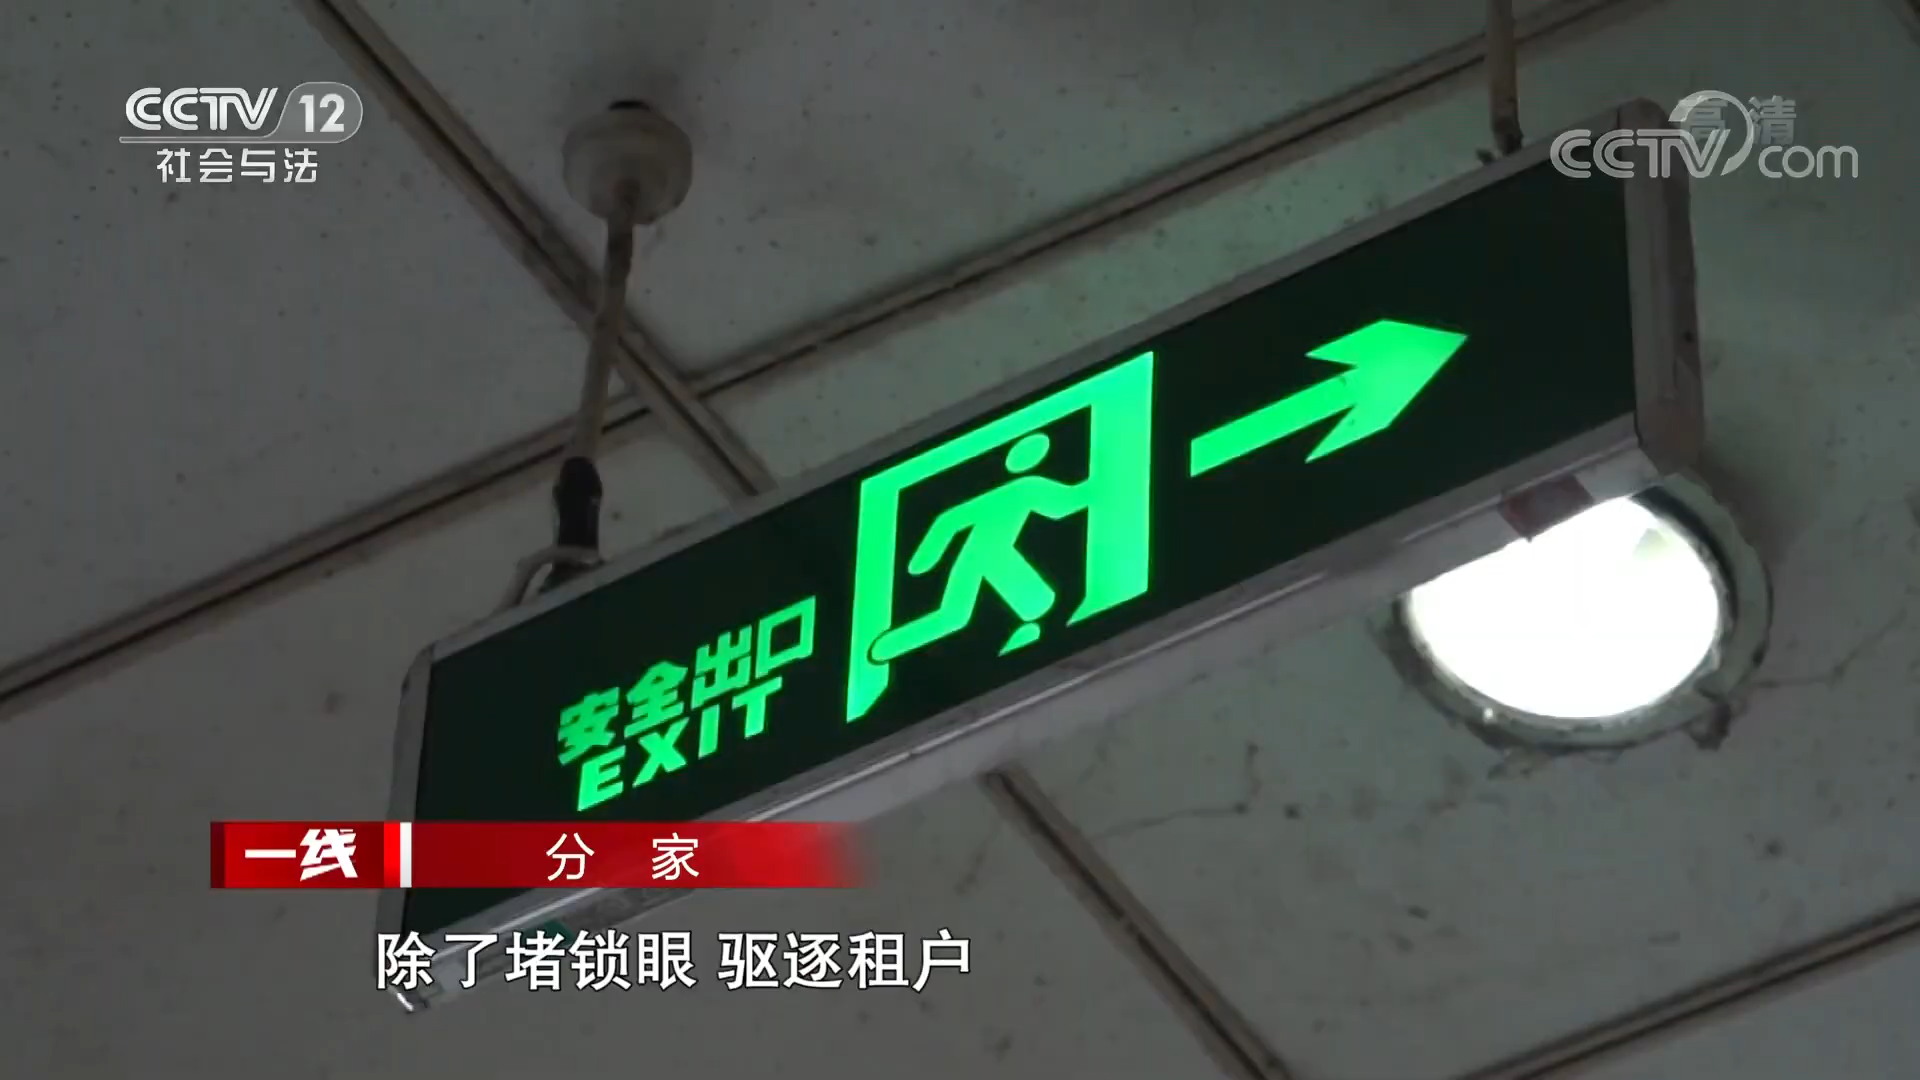 CCTV 12
社会与法
高清
CCTV com
安全出口
EXIT
一线
分 家
除了堵锁眼 驱逐租户